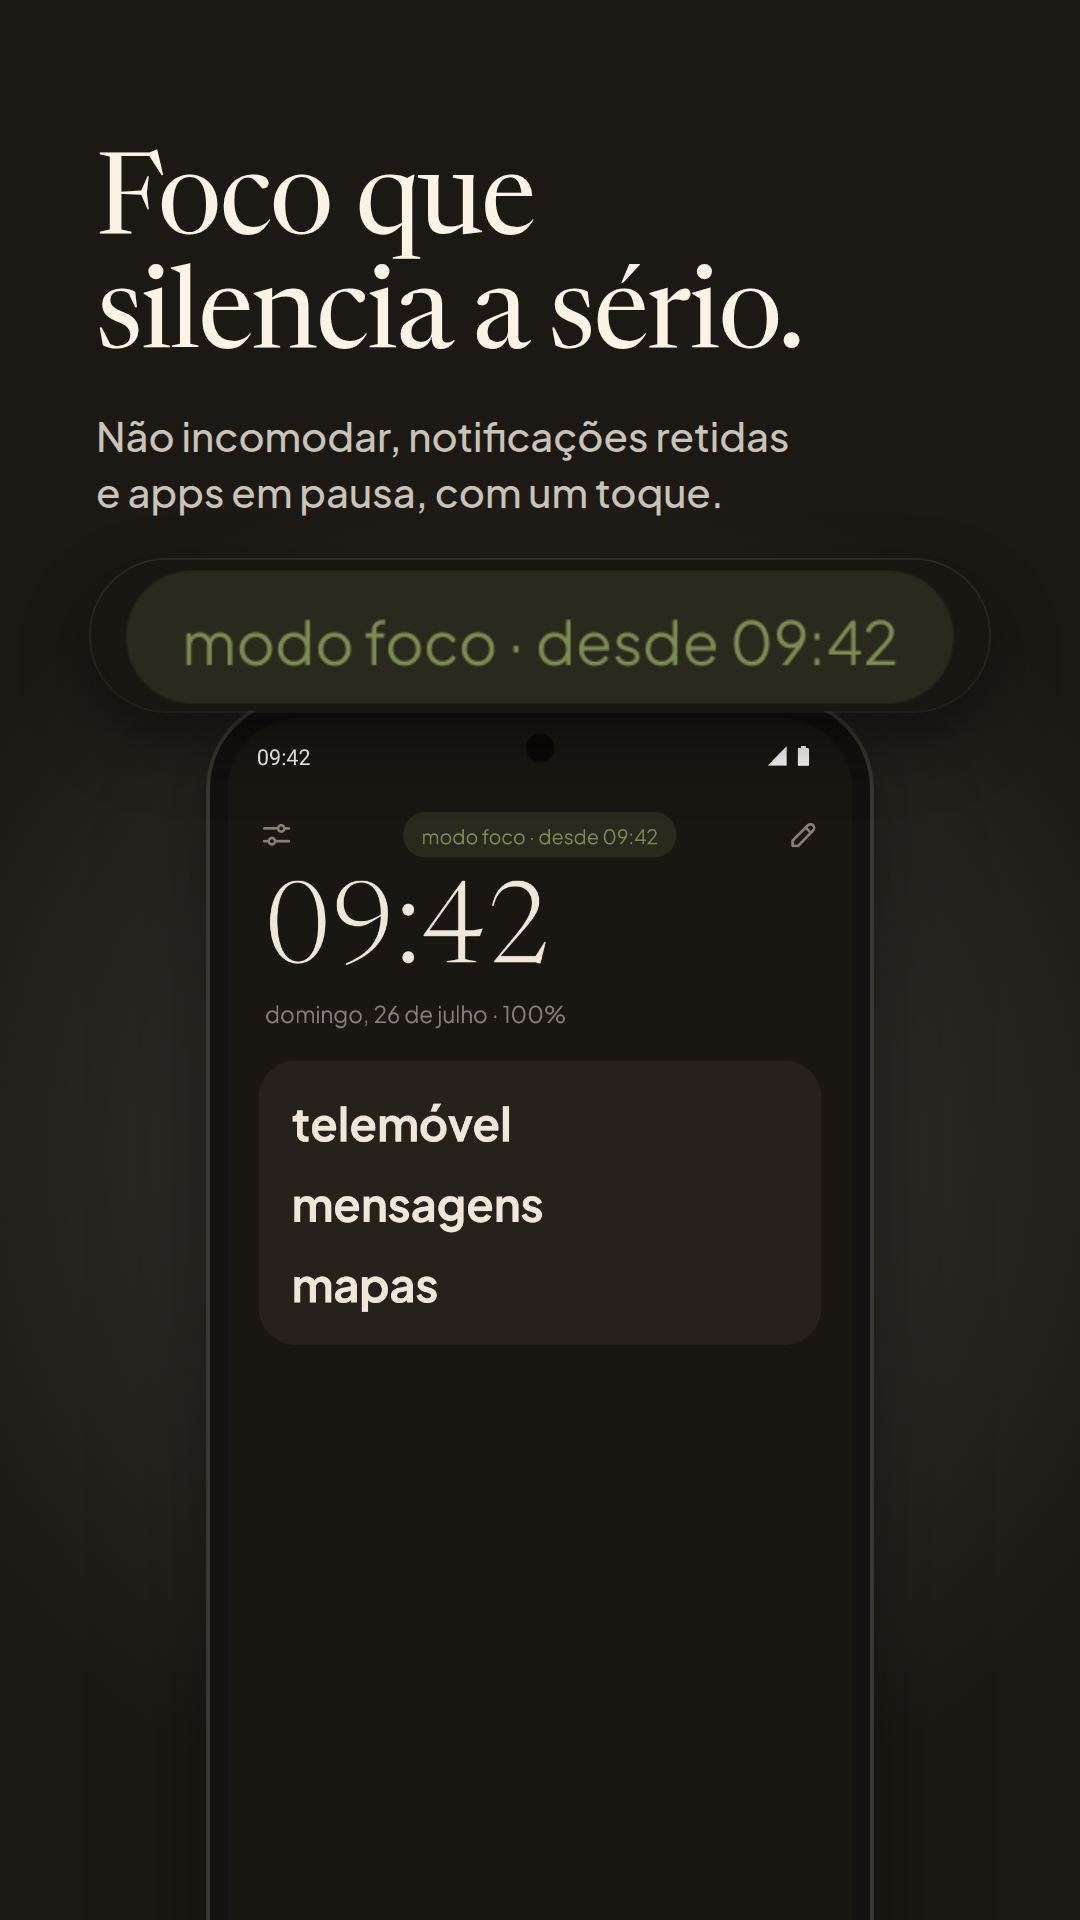 Foco que
silencia a sério.
Não incomodar, notificações retidas
e apps em pausa, com um toque.
modo foco · desde 09:42
09:42
modo foco · desde 09:42
09:42
domingo, 26 de julho · 100%
telemóvel
mensagens
mapas